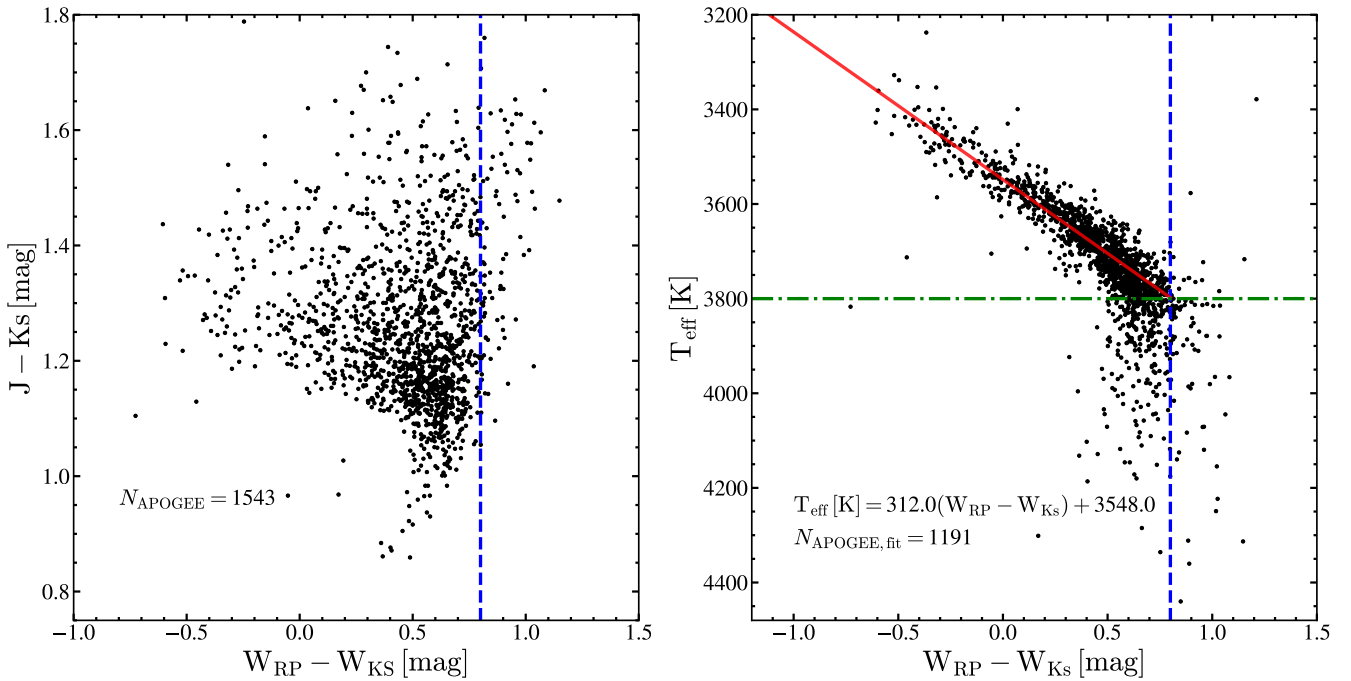 1.8
1.6
1.4
1.2
1.0
0.8
J − Ks [mag]
N_APOGEE = 1543
−1.0 −0.5 0.0 0.5 1.0 1.5
W_RP − W_KS [mag]
3200
3400
3600
3800
4000
4200
4400
T_eff [K]
T_eff [K] = 312.0(W_RP − W_Ks) + 3548.0
N_APOGEE, fit = 1191
−1.0 −0.5 0.0 0.5 1.0 1.5
W_RP − W_Ks [mag]